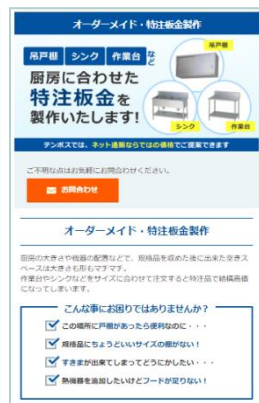 オーダーメイド・特注板金製作
吊戸棚 シンク 作業台 など
厨房に合わせた
特注板金を
製作いたします!
吊戸棚
シンク
作業台
テンポスでは、ネット通販ならではの価格でご提案できます
ご不明な点はお気軽にお問合わせください。
お問合わせ
オーダーメイド・特注板金製作
厨房の大きさや機器の配置などで、規格品を収めた後に出来た空きス
ペースは大きさも形もマチマチ。
作業台やシンクなどをサイズに合わせて注文すると特注品で結構高価
になってしまいます。
こんな事にお困りではありませんか?
この場所に戸棚があったら便利なのに・・・
規格品にちょうどいいサイズの棚がない!
すきまが出来てしまってどうにかしたい・・・
熱機器を追加したいけどフードが足りない!